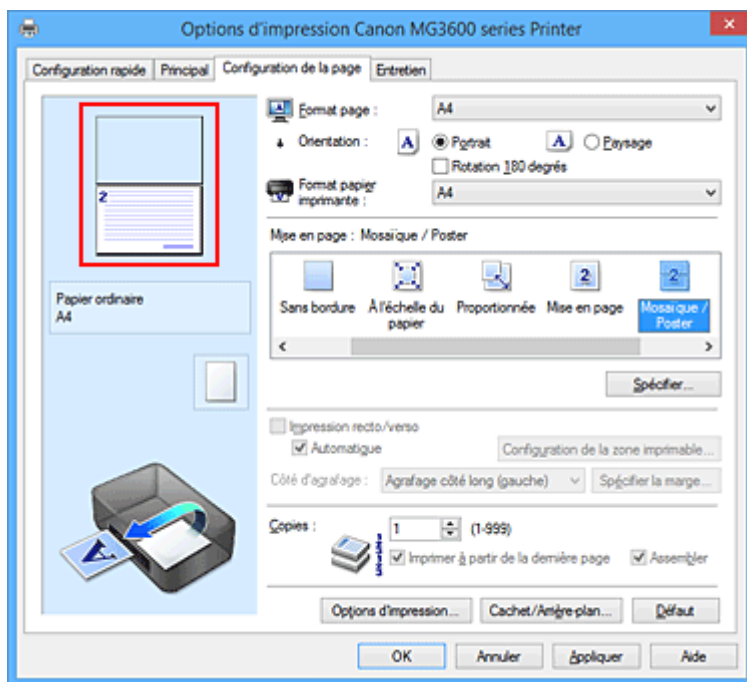 Options d'impression Canon MG3600 series Printer
Configuration rapide Principal Configuration de la page Entretien
Format page : A4
Orientation : A Portrait A Paysage
Rotation 180 degrés
Format papier imprimante : A4
Mise en page : Mosaïque / Poster
2
2
2
Sans bordure À l'échelle du papier Proportionnée Mise en page Mosaïque / Poster
Papier ordinaire
A4
Spécifier...
Impression recto/verso
Automatique Configuration de la zone imprimable...
Côté d'agrafage : Agrafage côté long (gauche) Spécifier la marge...
Copies : 1 (1-999)
Imprimer à partir de la dernière page Assembler
A
Options d'impression... Cachet/Arrière-plan... Défaut
OK Annuler Appliquer Aide